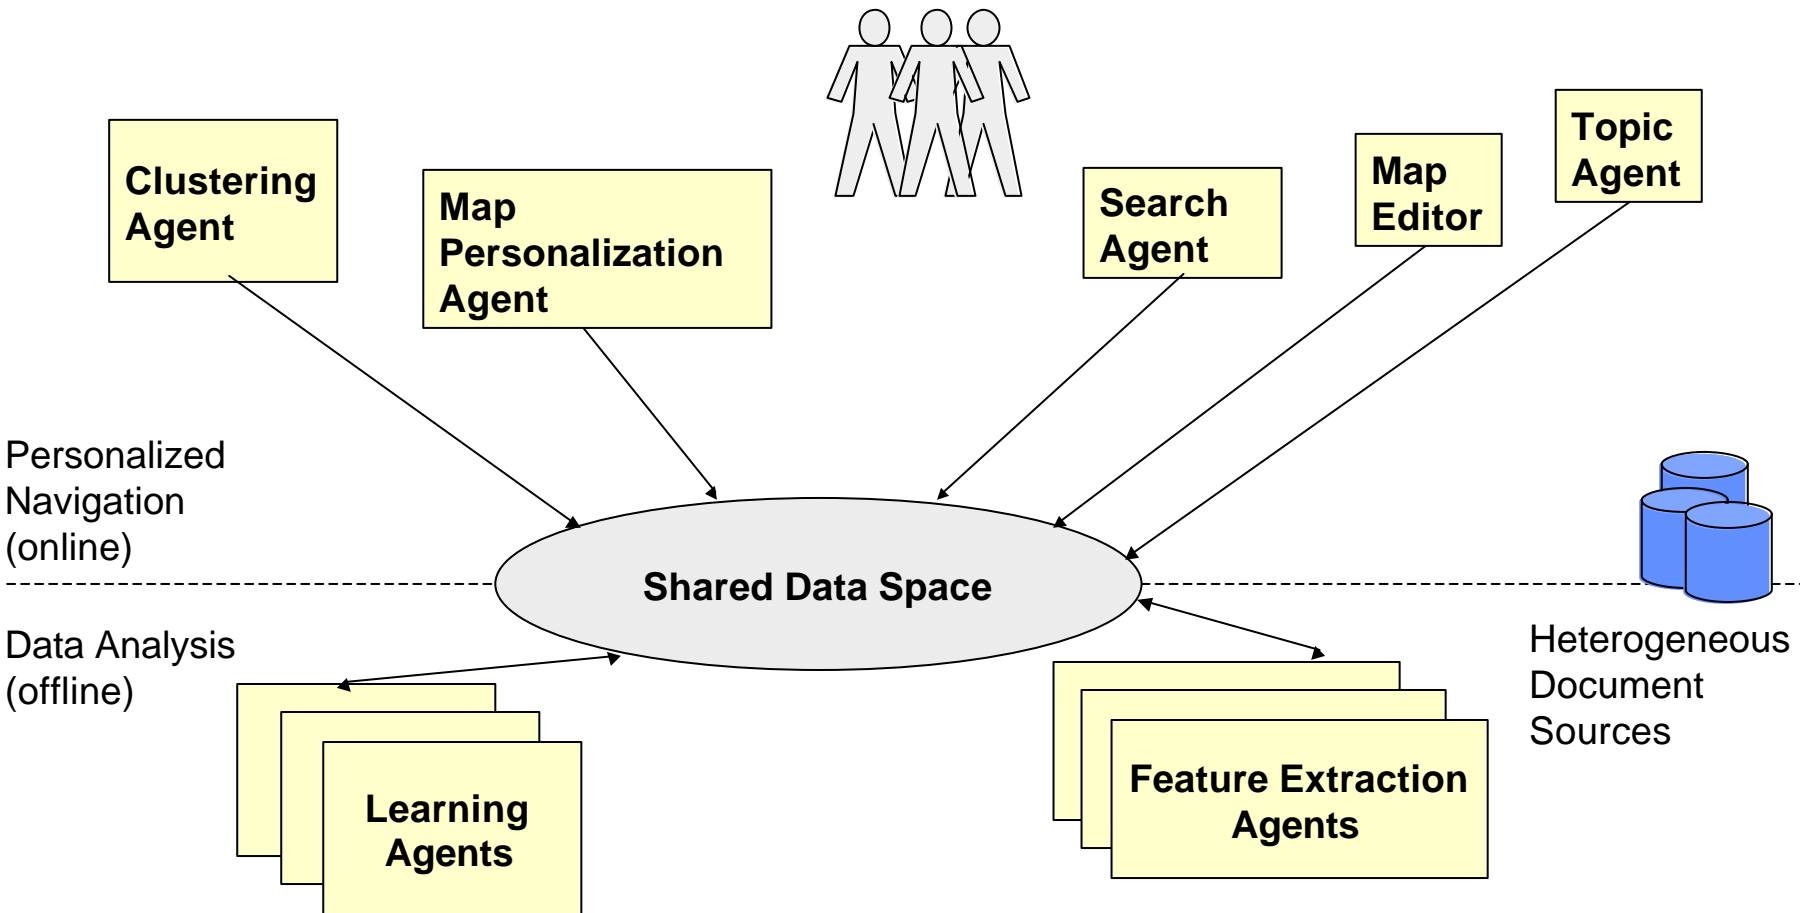 Clustering
Agent
Map
Personalization
Agent
Search
Agent
Map
Editor
Topic
Agent
Personalized
Navigation
(online)
Shared Data Space
Data Analysis
(offline)
Heterogeneous
Document
Sources
Learning
Agents
Feature Extraction
Agents